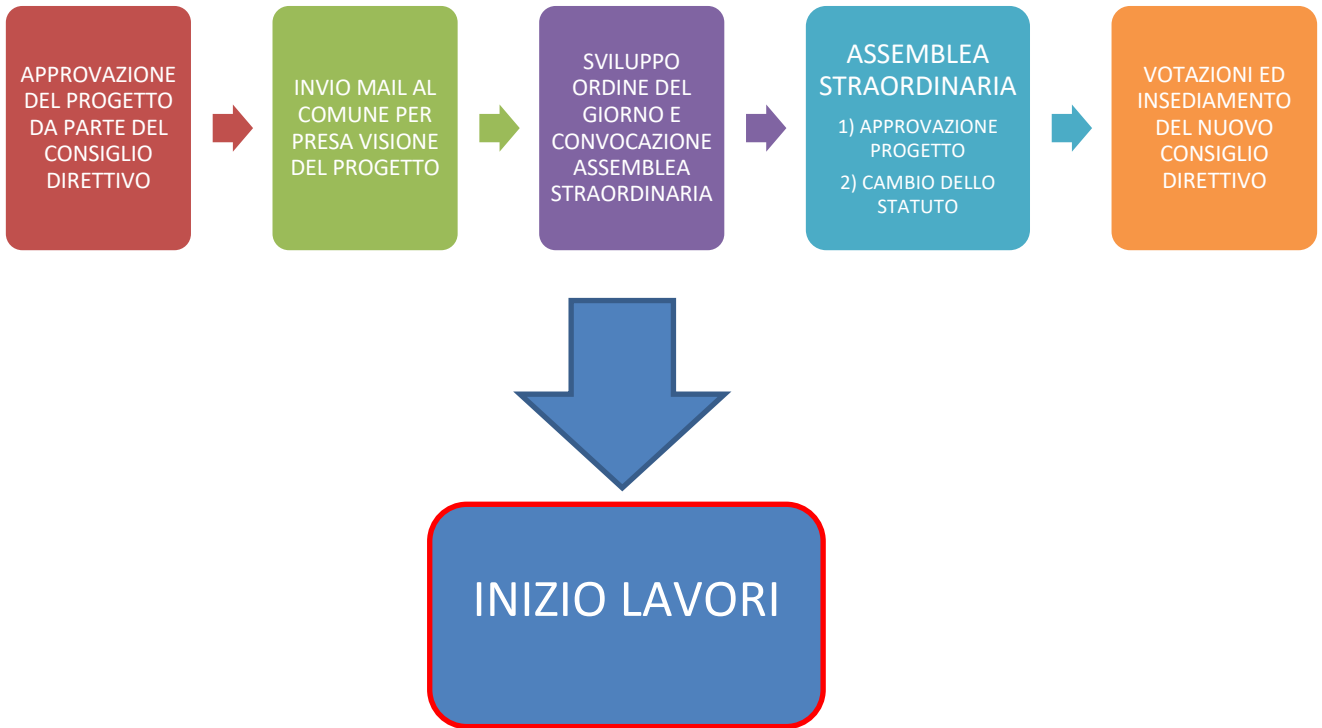 APPROVAZIONE
DEL PROGETTO
DA PARTE DEL
CONSIGLIO
DIRETTIVO
INVIO MAIL AL
COMUNE PER
PRESA VISIONE
DEL PROGETTO
SVILUPPO
ORDINE DEL
GIORNO E
CONVOCAZIONE
ASSEMBLEA
STRAORDINARIA
ASSEMBLEA
STRAORDINARIA
1) APPROVAZIONE
PROGETTO
2) CAMBIO DELLO
STATUTO
VOTAZIONI ED
INSEDIAMENTO
DEL NUOVO
CONSIGLIO
DIRETTIVO
INIZIO LAVORI